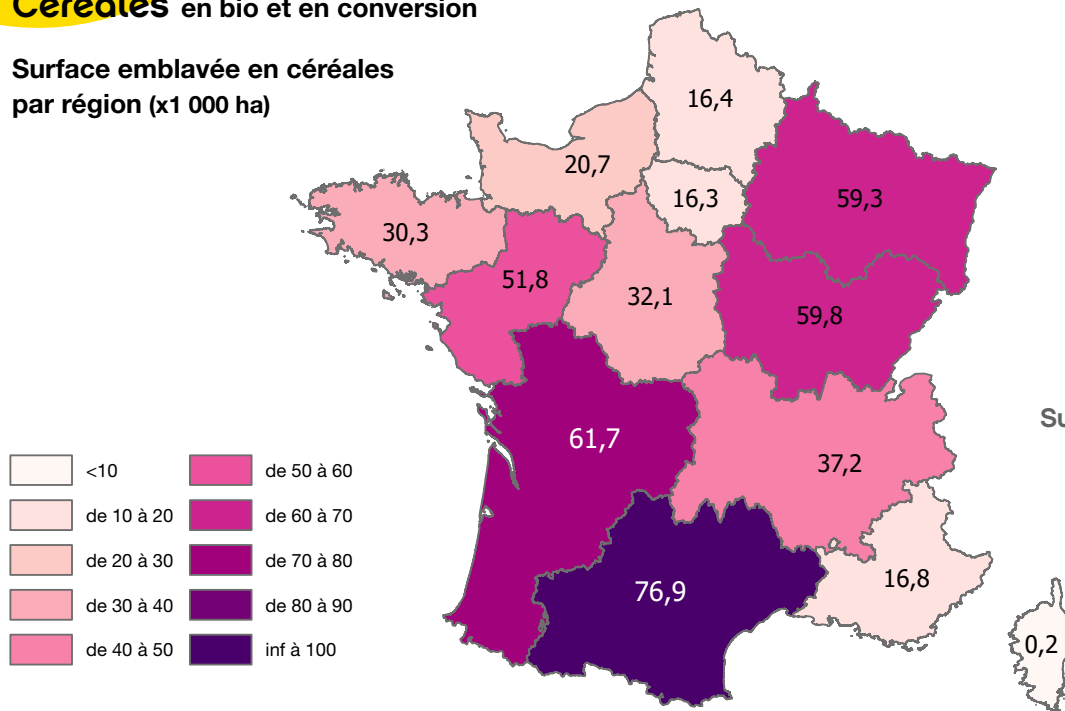 Céréales en bio et en conversion
Surface emblavée en céréales
par région (x1 000 ha)
16,4
20,7
16,3
59,3
30,3
51,8
32,1
59,8
61,7
37,2
76,9
16,8
0,2
Su
<10
de 10 à 20
de 20 à 30
de 30 à 40
de 40 à 50
de 50 à 60
de 60 à 70
de 70 à 80
de 80 à 90
inf à 100